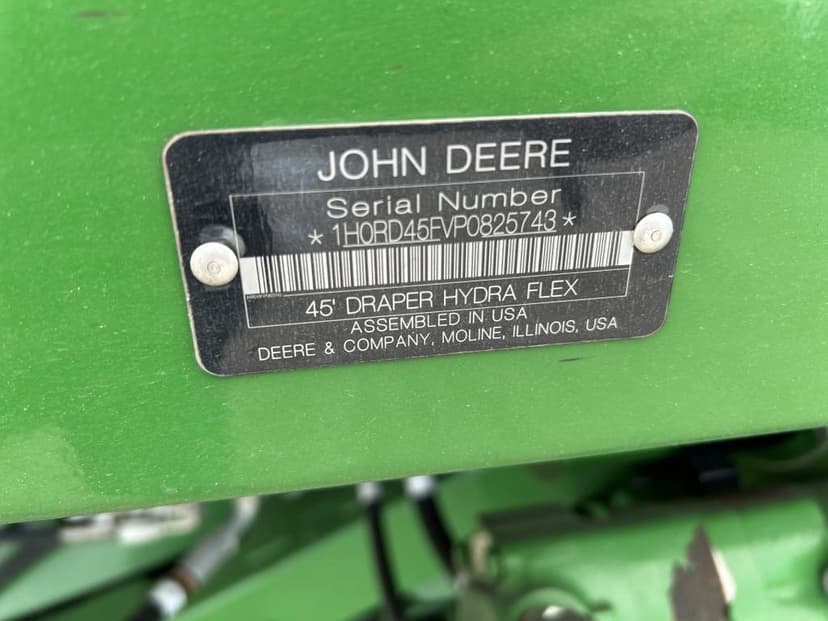 JOHN DEERE
Serial Number
*1H0RD45FVP0825743*
45' DRAPER HYDRA FLEX
ASSEMBLED IN USA
DEERE & COMPANY, MOLINE, ILLINOIS, USA